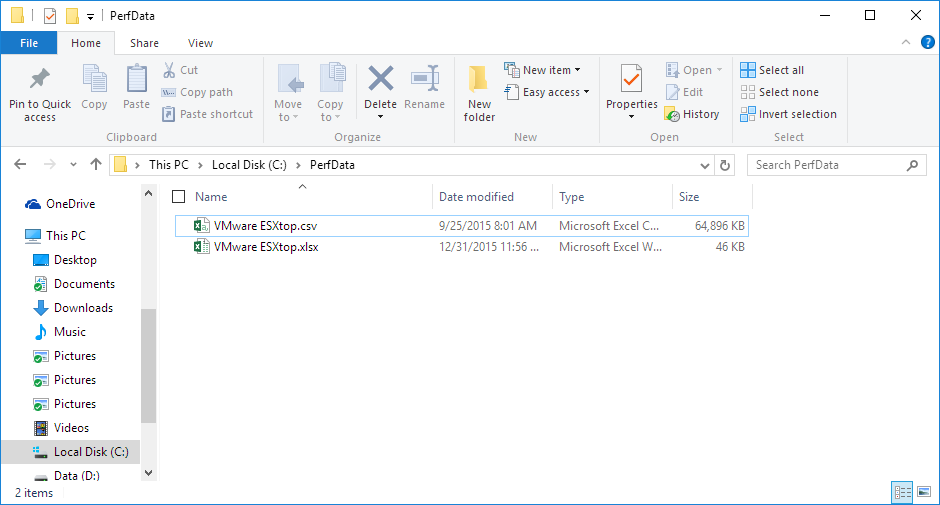 PerfData
File Home Share View
Pin to Quick access
Copy
Paste
Cut
Copy path
Paste shortcut
Clipboard
Move to
Copy to
Delete
Rename
Organize
New folder
New item
Easy access
New
Properties
Open
Edit
History
Open
Select all
Select none
Invert selection
Select
This PC > Local Disk (C:) > PerfData
Search PerfData
Name Date modified Type Size
VMware ESXtop.csv 9/25/2015 8:01 AM Microsoft Excel C... 64,896 KB
VMware ESXtop.xlsx 12/31/2015 11:56 ... Microsoft Excel W... 46 KB
OneDrive
This PC
Desktop
Documents
Downloads
Music
Pictures
Pictures
Pictures
Videos
Local Disk (C:)
Data (D:)
2 items